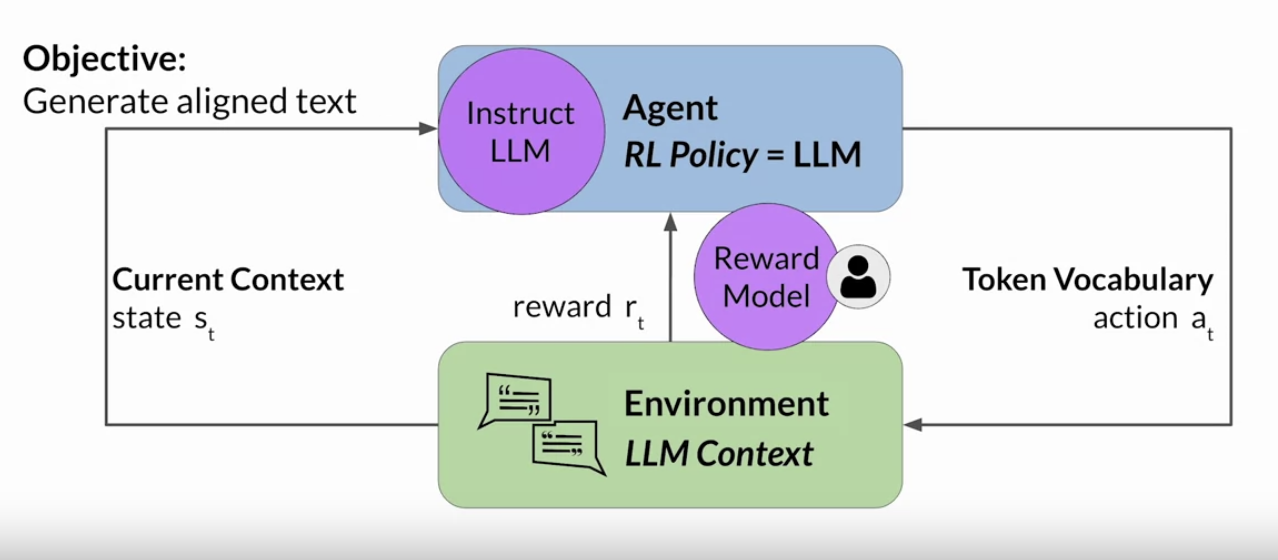 Objective:
Generate aligned text
Instruct
LLM
Agent
RL Policy = LLM
Current Context
state s_t
reward r_t
Reward
Model
Token Vocabulary
action a_t
Environment
LLM Context